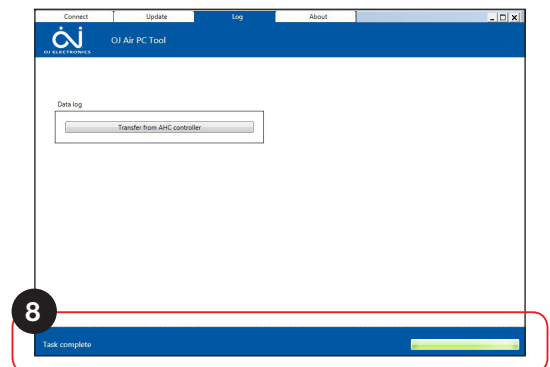 Connect Update Log About
OJ ELECTRONICS
OJ Air PC Tool
Data log
Transfer from AHC controller
8
Task complete